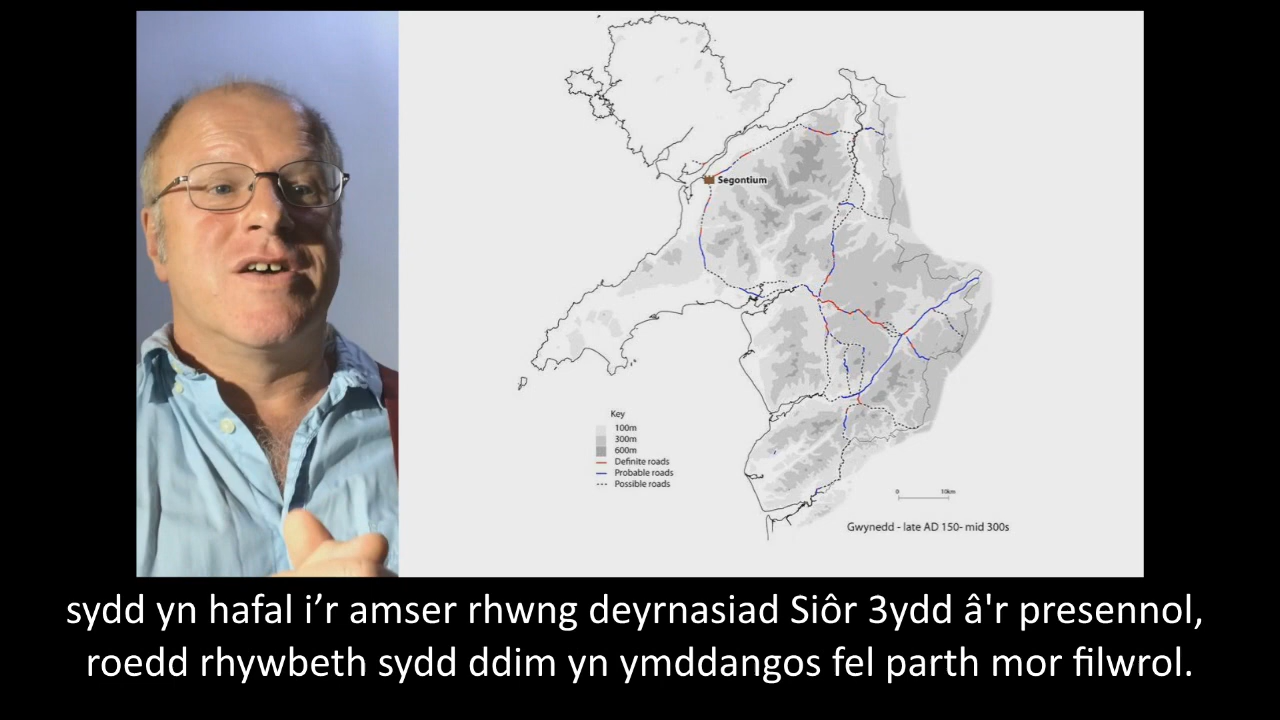 Segontium
Key
100m
300m
600m
Definite roads
Probable roads
Possible roads
0 10km
Gwynedd - late AD 150- mid 300s
sydd yn hafal i’r amser rhwng deyrnasiad Siôr 3ydd â'r presennol,
roedd rhywbeth sydd ddim yn ymddangos fel parth mor filwrol.